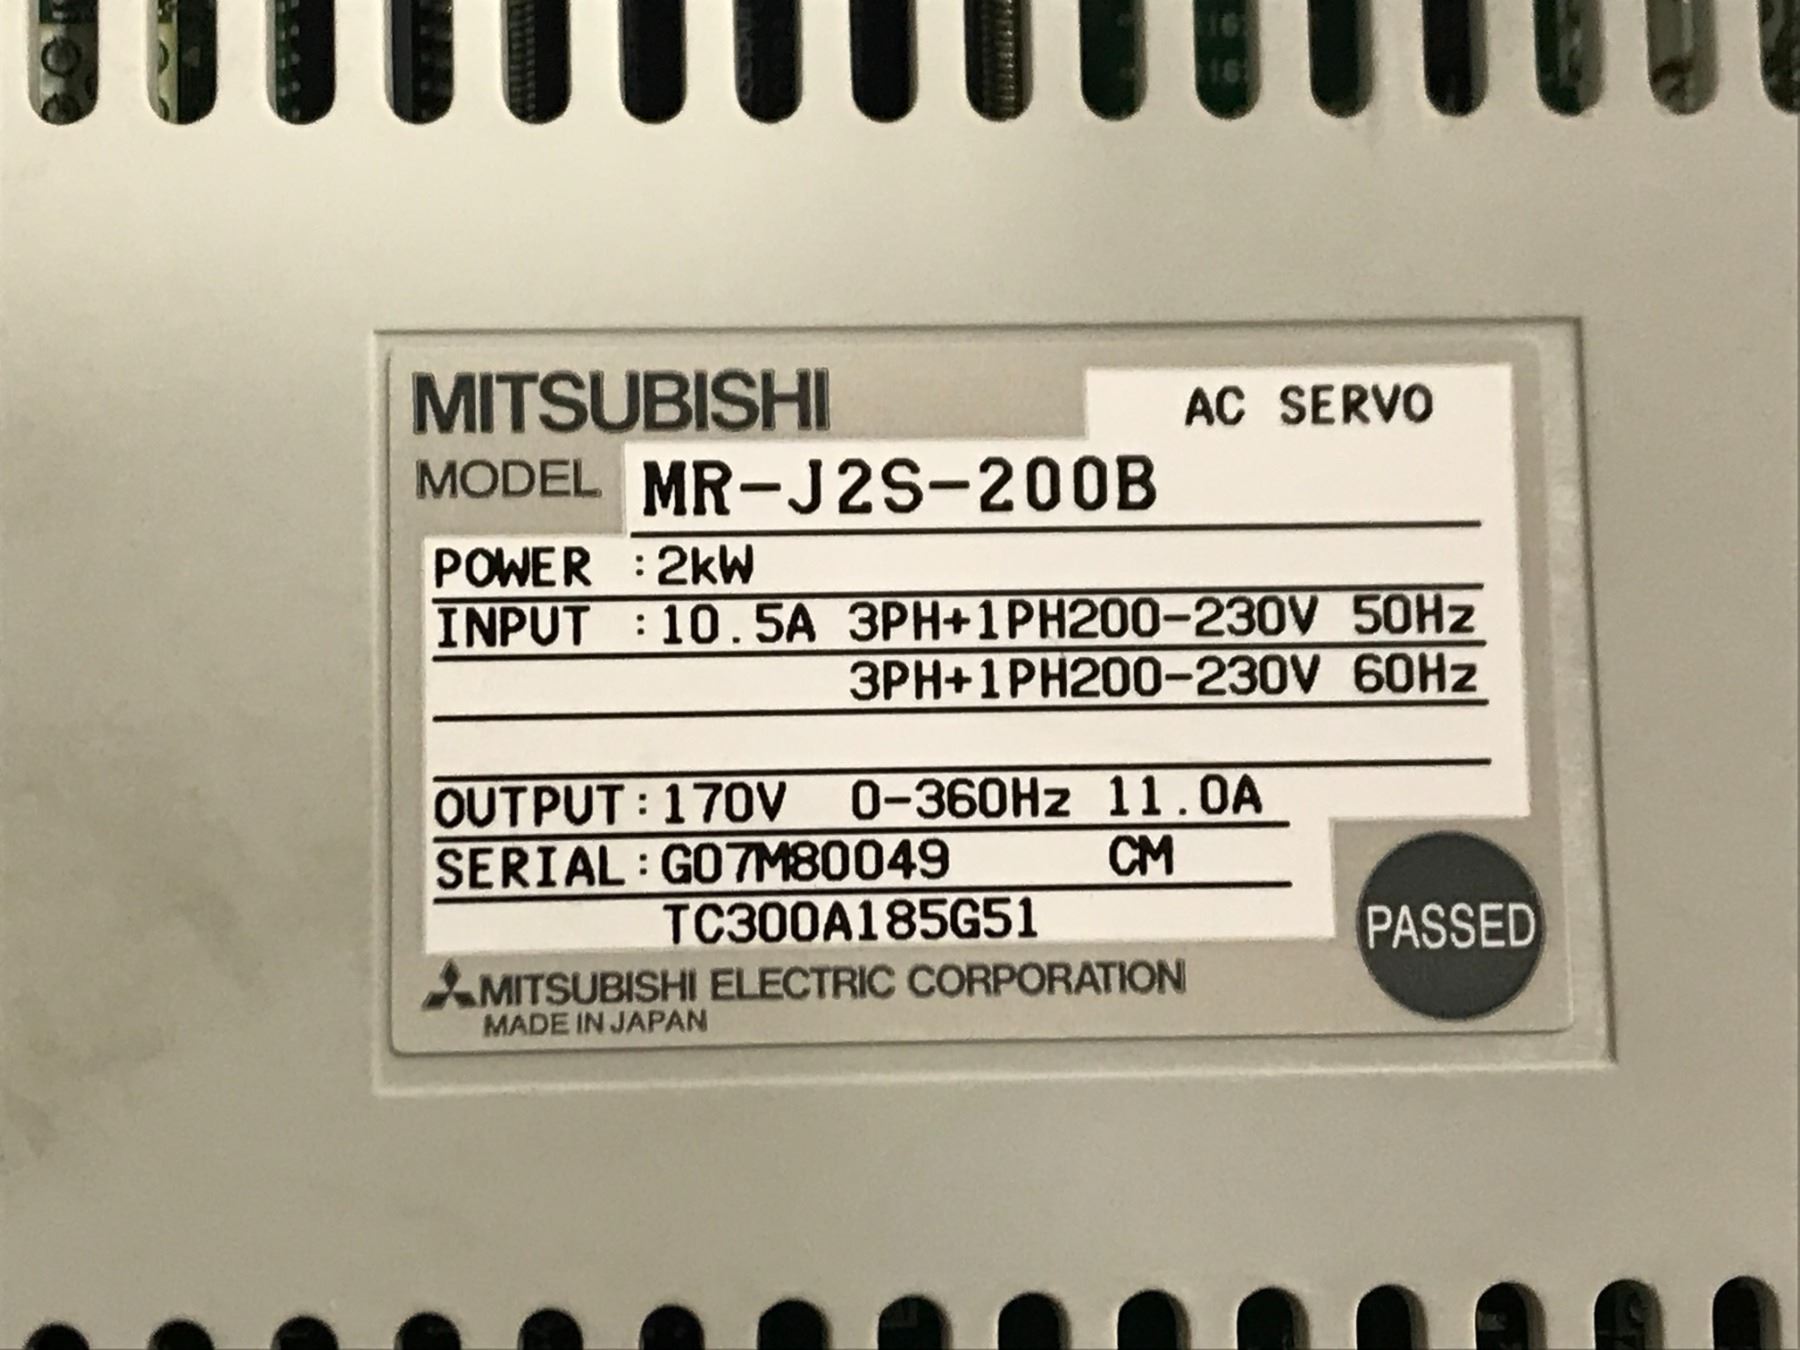 MITSUBISHI
AC SERVO
MODEL MR-J2S-200B
POWER :2kW
INPUT :10.5A 3PH+1PH200-230V 50Hz
3PH+1PH200-230V 60Hz
OUTPUT:170V 0-360Hz 11.0A
SERIAL:G07M80049 CM
TC300A185G51
PASSED
MITSUBISHI ELECTRIC CORPORATION
MADE IN JAPAN